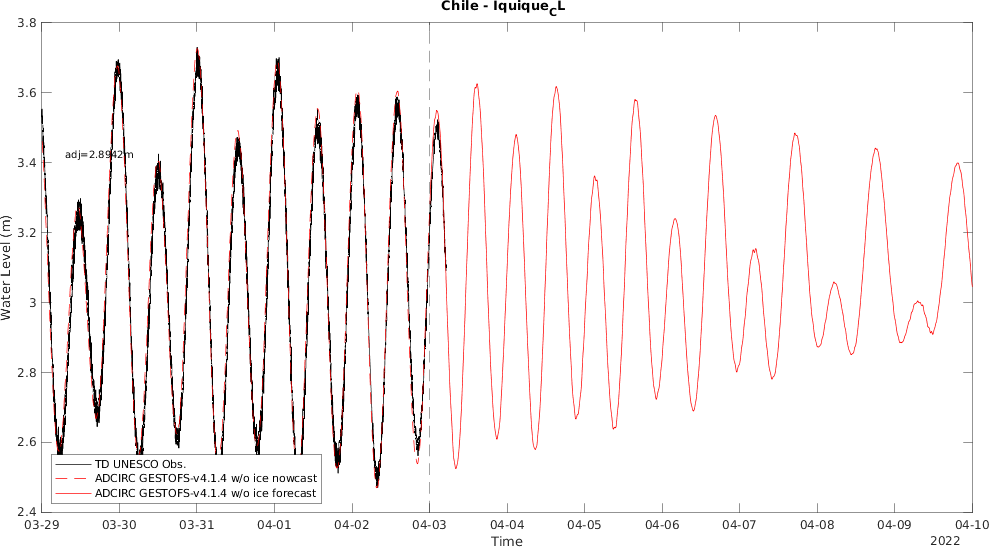 Chile - Iquique_CL
3.8
3.6
3.4
3.2
3
2.8
2.6
2.4
Water Level (m)
adj=2.8942m
TD UNESCO Obs.
ADCIRC GESTOFS-v4.1.4 w/o ice nowcast
ADCIRC GESTOFS-v4.1.4 w/o ice forecast
03-29 03-30 03-31 04-01 04-02 04-03 04-04 04-05 04-06 04-07 04-08 04-09 04-10
Time
2022